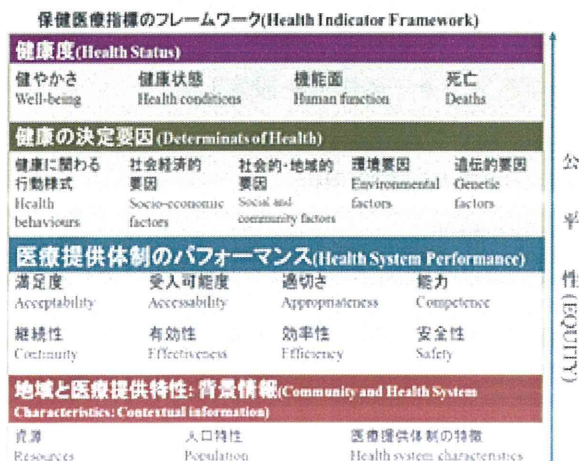 保健医療指標のフレームワーク(Health Indicator Framework)
健康度(Health Status)
健やかさ 健康状態 機能面 死亡
Well-being Health conditions Human function Deaths
健康の決定要因(Determinats of Health)
健康に関わる 社会経済的 社会的・地域的 環境要因 遺伝的要因
行動様式 要因 要因 Environmental Genetic
Health Socio-economic Social and factors factors
behaviours factors community factors
医療提供体制のパフォーマンス(Health System Performance)
満足度 受入可能度 適切さ 能力
Acceptability Accessability Appropriateness Competence
継続性 有効性 効率性 安全性
Continuity Effectiveness Efficiency Safety
地域と医療提供特性: 背景情報(Community and Health System
Characteristics: Contextual information)
資源 人口特性 医療提供体制の特徴
Resources Population Health system characteristics
公平性(EQUITY)